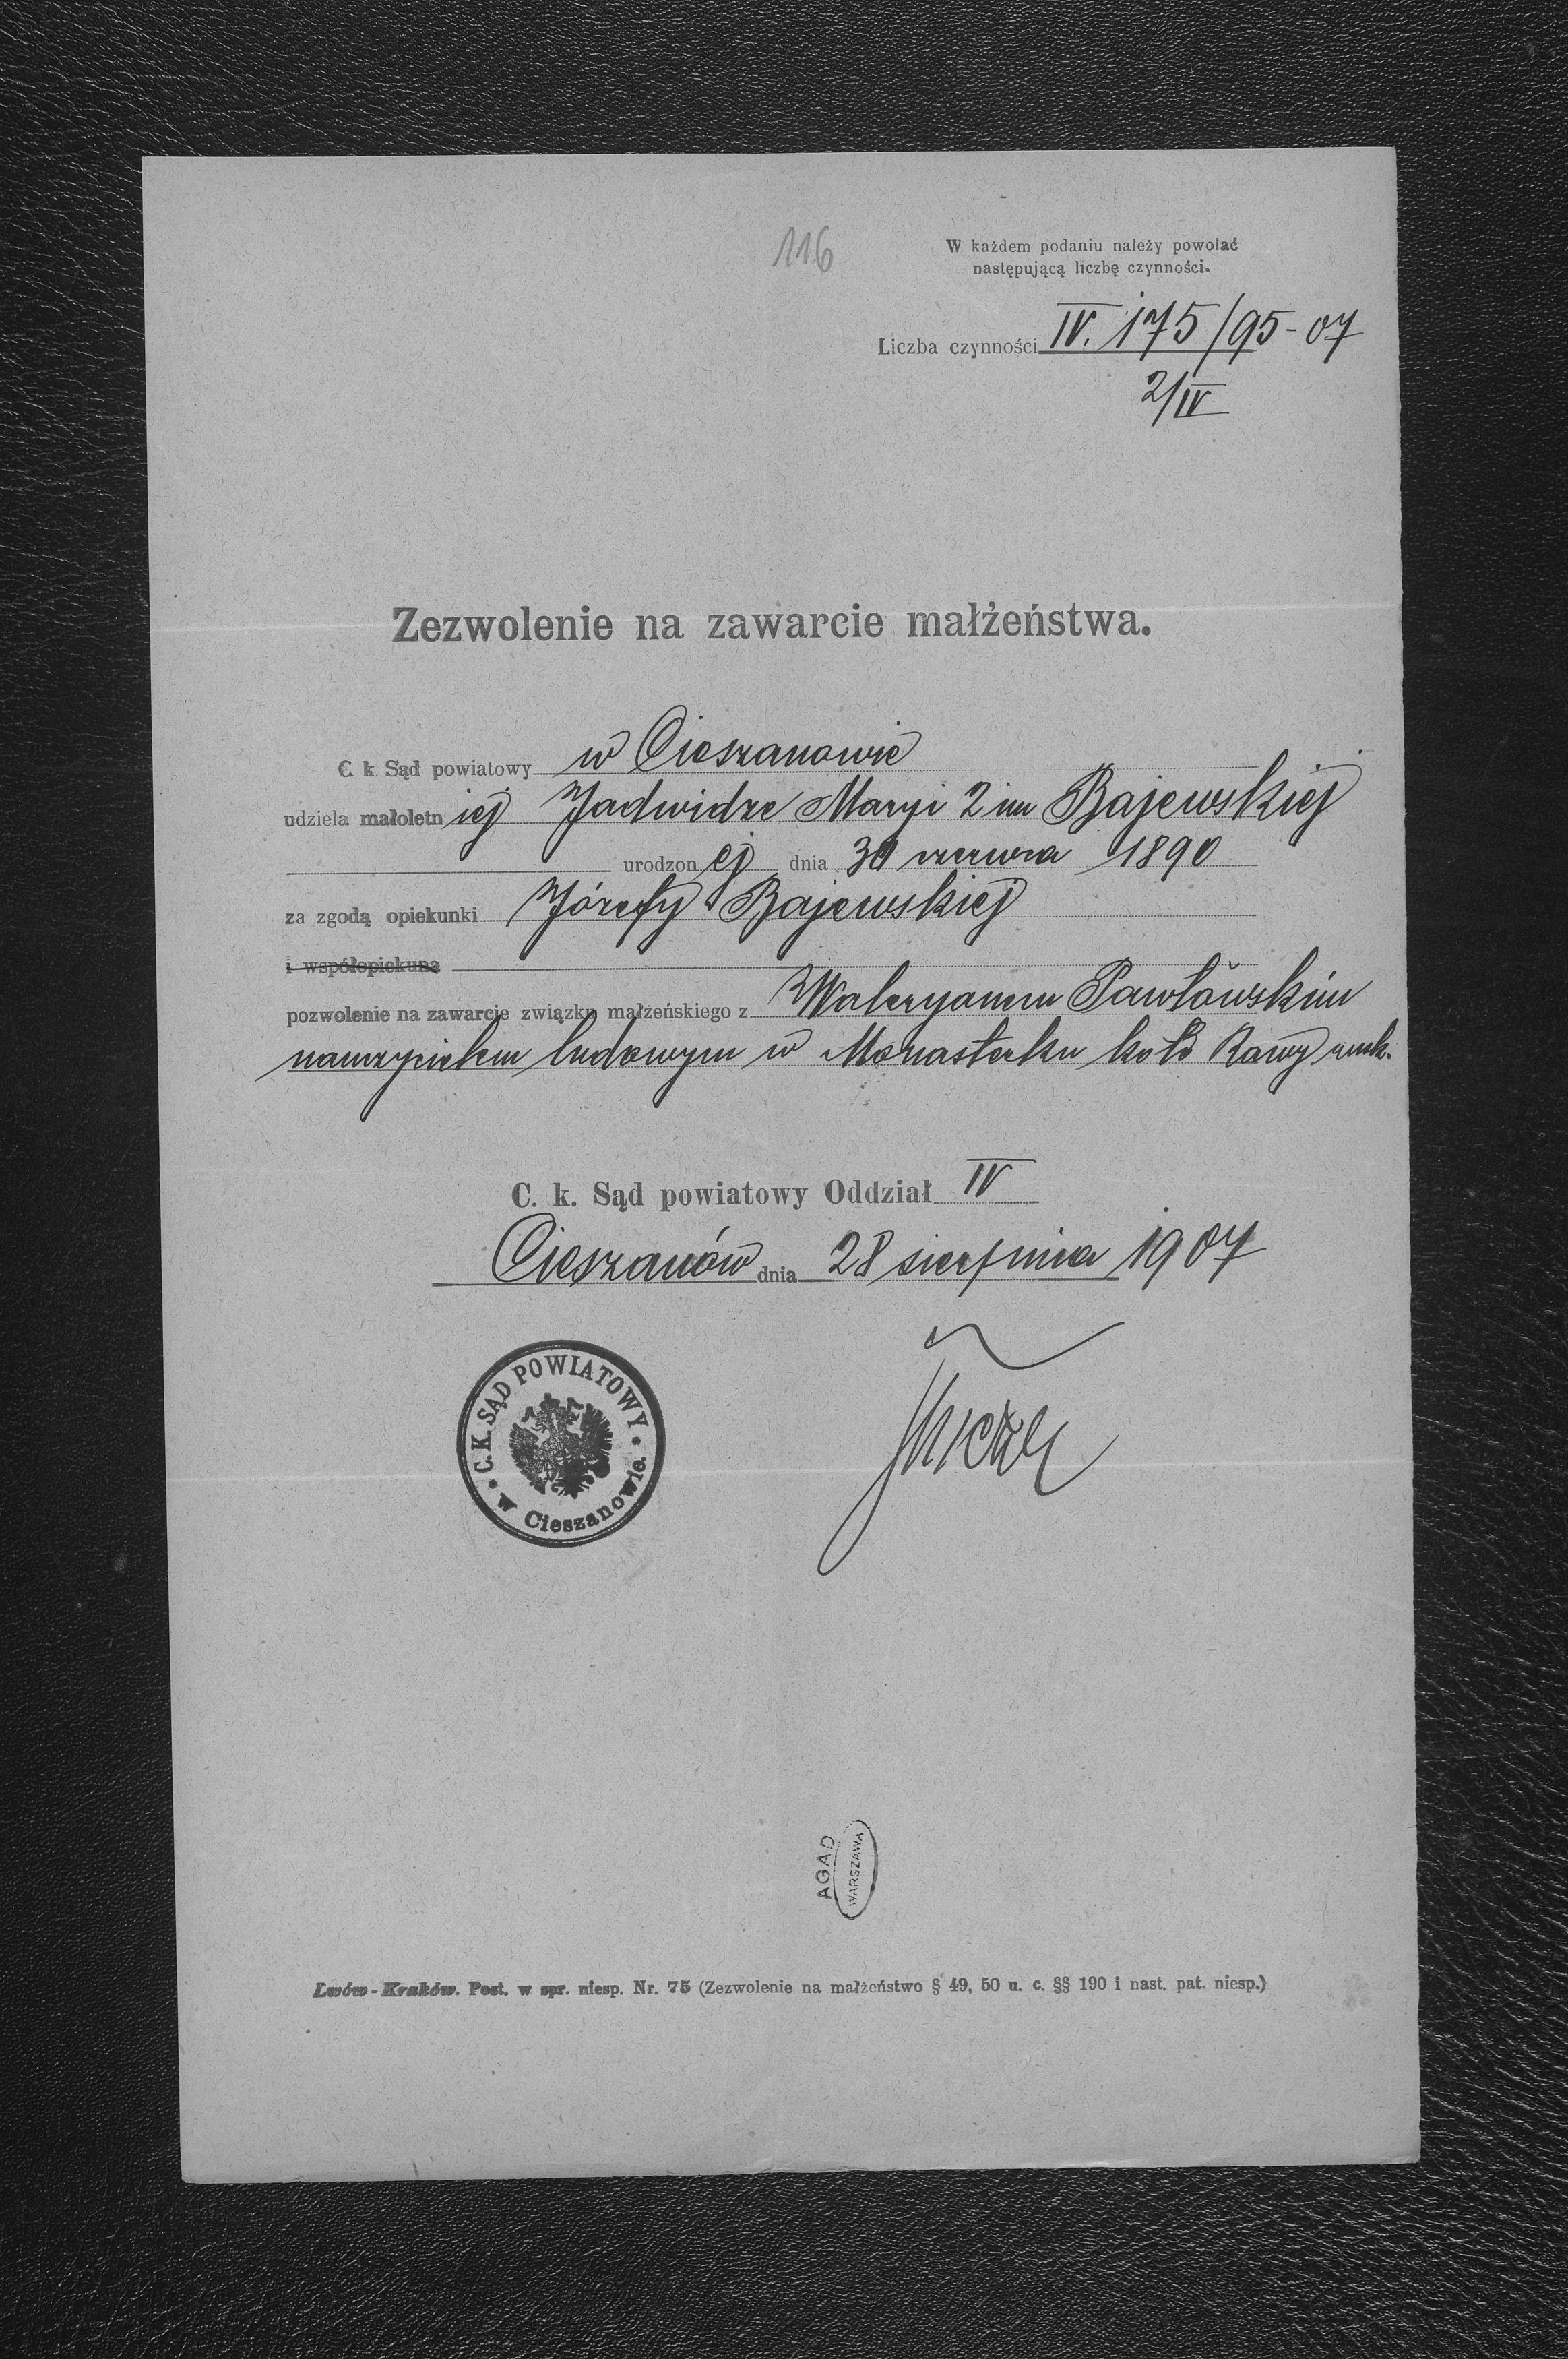 116
W każdem podaniu należy powołać
następującą liczbę czynności.
Liczba czynności IV. 175/95-07
2/IV
Zezwolenie na zawarcie małżeństwa.
C. k. Sąd powiatowy w Cieszanowie
udziela małoletniej Jadwidze Maryi 2 im Bajewskiej
urodzonej dnia 30 czerwca 1890
za zgodą opiekunki Józefy Bajewskiej
i współopiekuna
pozwolenie na zawarcie związku małżeńskiego z Waleryanem Pawłowskim
nauczycielem ludowym w Monasterku koło Rawy rusk.
C. k. Sąd powiatowy Oddział IV
Cieszanów dnia 28 sierpnia 1907
* C. K. SĄD POWIATOWY *
w Cieszanowie.
AGAD
WARSZAWA
Lwów-Kraków. Post. w spr. niesp. Nr. 75 (Zezwolenie na małżeństwo § 49, 50 u. c. §§ 190 i nast. pat. niesp.)